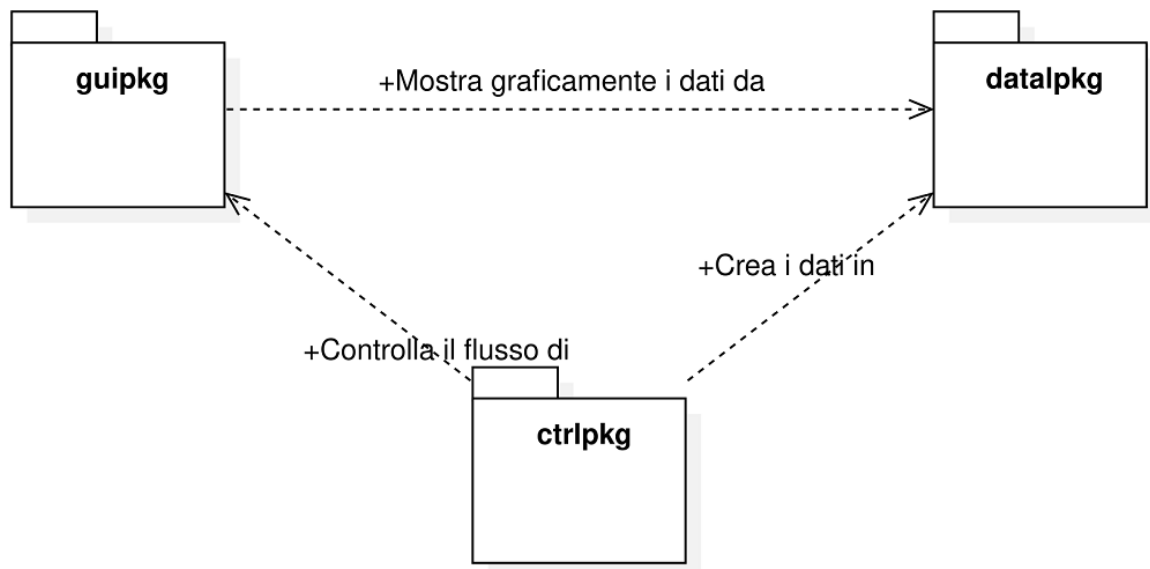 guipkg
+Mostra graficamente i dati da
datalpkg
+Crea i dati in
+Controlla il flusso di
ctrlpkg